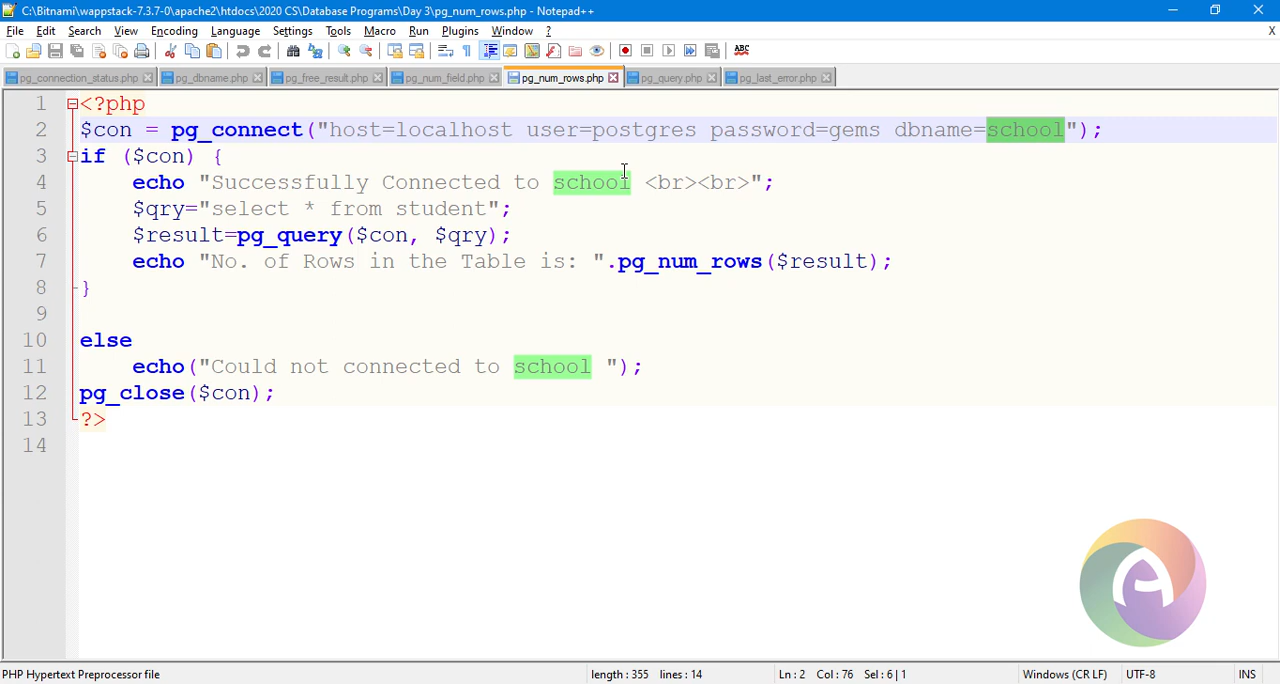 C:\Bitnami\wappstack-7.3.7-0\apache2\htdocs\2020 CS\Database Programs\Day 3\pg_num_rows.php - Notepad++
File Edit Search View Encoding Language Settings Tools Macro Run Plugins Window ? X
ABC
pg_connection_status.php pg_dbname.php pg_free_result.php pg_num_field.php pg_num_rows.php pg_query.php pg_last_error.php
1 <?php
2 $con = pg_connect("host=localhost user=postgres password=gems dbname=school");
3 if ($con) {
4 echo "Successfully Connected to school <br><br>";
5 $qry="select * from student";
6 $result=pg_query($con, $qry);
7 echo "No. of Rows in the Table is: ".pg_num_rows($result);
8 }
9
10 else
11 echo("Could not connected to school ");
12 pg_close($con);
13 ?>
14
A
PHP Hypertext Preprocessor file length : 355 lines : 14 Ln : 2 Col : 76 Sel : 6 | 1 Windows (CR LF) UTF-8 INS